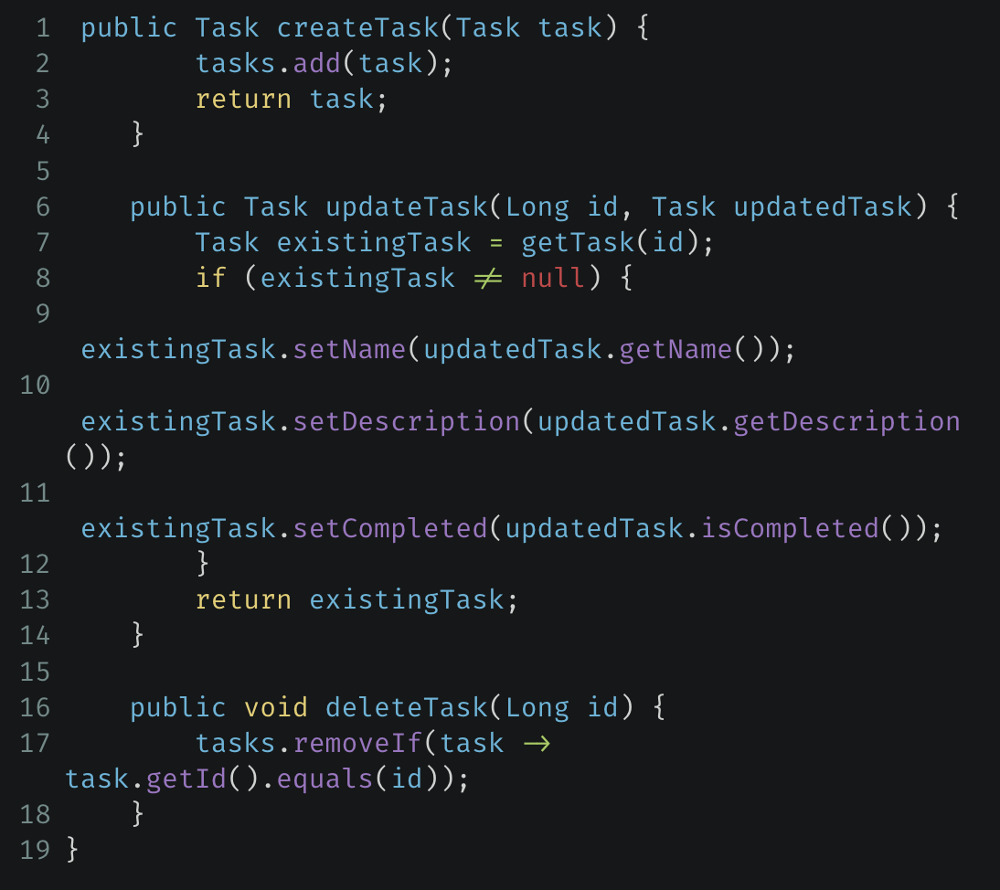 1 public Task createTask(Task task) {
2         tasks.add(task);
3         return task;
4     }
5
6    public Task updateTask(Long id, Task updatedTask) {
7         Task existingTask = getTask(id);
8         if (existingTask != null) {
9
existingTask.setName(updatedTask.getName());
10
existingTask.setDescription(updatedTask.getDescription
());
11
existingTask.setCompleted(updatedTask.isCompleted());
12         }
13         return existingTask;
14     }
15
16    public void deleteTask(Long id) {
17         tasks.removeIf(task ->
task.getId().equals(id));
18     }
19 }